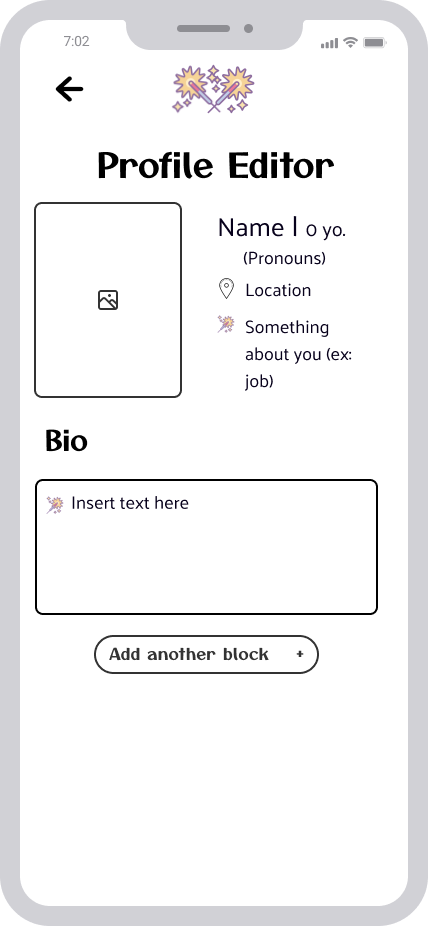 7:02
Profile Editor
Name | 0 yo.
(Pronouns)
Location
Something
about you (ex:
job)
Bio
Insert text here
Add another block +